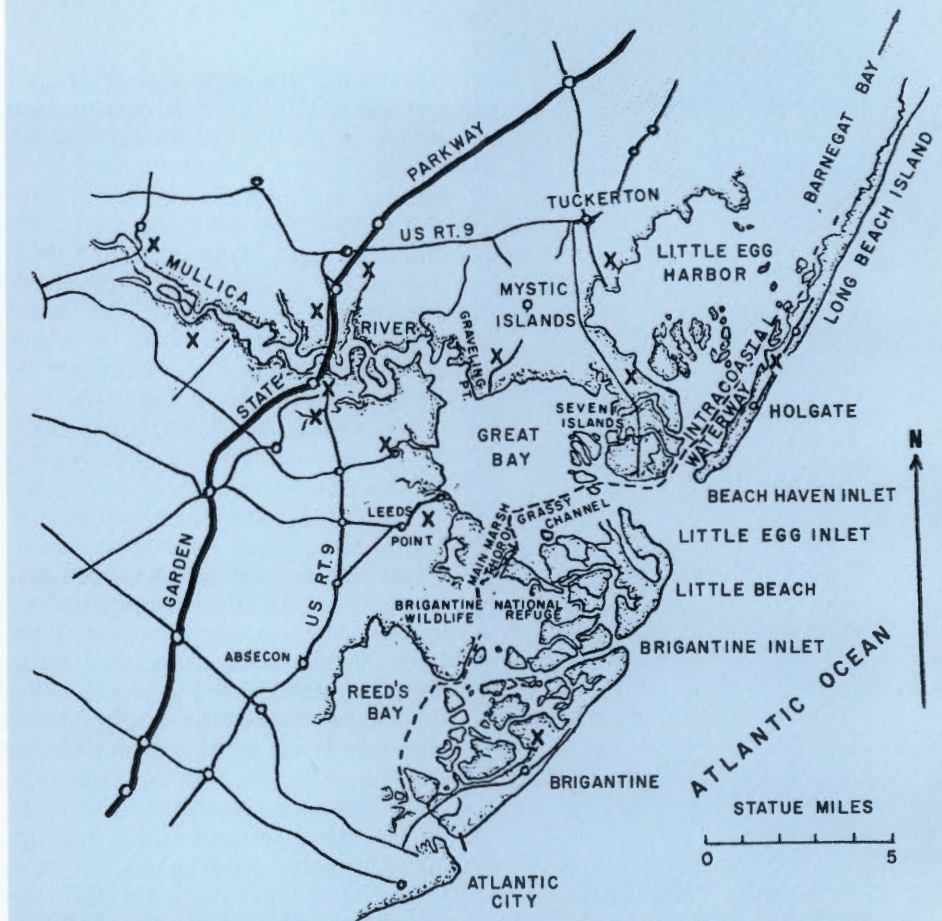 BARNEGAT BAY
LONG BEACH ISLAND
PARKWAY
TUCKERTON
US RT. 9
LITTLE EGG
HARBOR
MULLICA
MYSTIC
ISLANDS
RIVER
GRAVELING
PT.
INTRACOASTAL
WATERWAY
STATE
SEVEN
ISLANDS
HOLGATE
GREAT
BAY
N
BEACH HAVEN INLET
GRASSY
CHANNEL
LEEDS
POINT
MAIN MARSH
THOROFARE
LITTLE EGG INLET
GARDEN
US RT. 9
LITTLE BEACH
BRIGANTINE NATIONAL
WILDLIFE REFUGE
BRIGANTINE INLET
ABSECON
REED'S
BAY
ATLANTIC OCEAN
BRIGANTINE
STATUE MILES
0 5
ATLANTIC
CITY